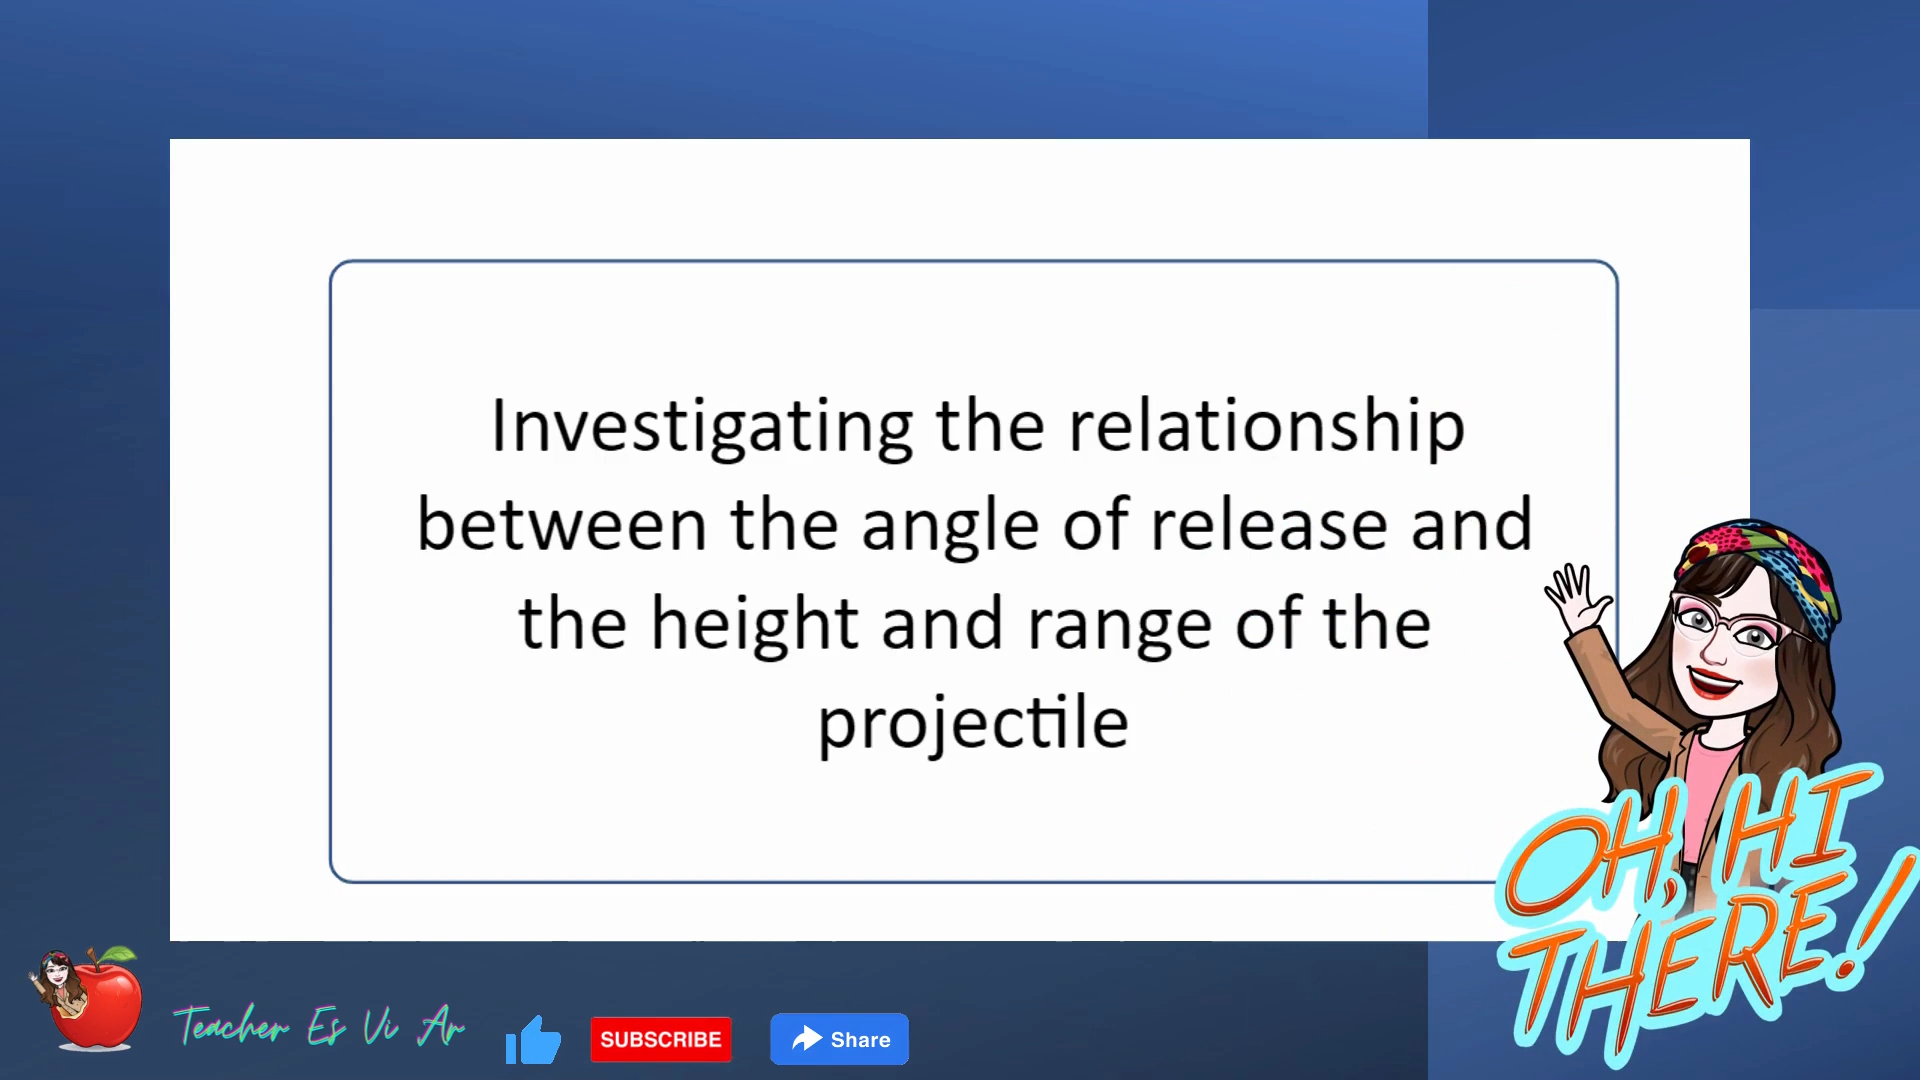 Investigating the relationship
between the angle of release and
the height and range of the
projectile
OH, HI
THERE!
Teacher Es Vi Ar
SUBSCRIBE
Share